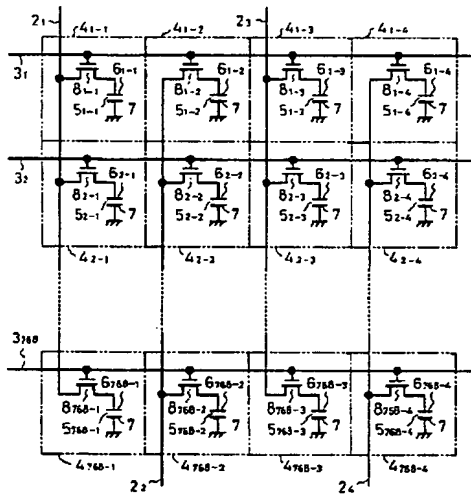 2₁ 4₁₋₁ 4₁₋₂ 2₃ 4₁₋₃ 4₁₋₄
3₁
6₁₋₁ 6₁₋₂ 6₁₋₃ 6₁₋₄
8₁₋₁ 8₁₋₂ 8₁₋₃ 8₁₋₄
5₁₋₁ 7 5₁₋₂ 7 5₁₋₃ 7 5₁₋₄ 7
3₂
6₂₋₁ 6₂₋₂ 6₂₋₃ 6₂₋₄
8₂₋₁ 8₂₋₂ 8₂₋₃ 8₂₋₄
5₂₋₁ 7 5₂₋₂ 7 5₂₋₃ 7 5₂₋₄ 7
4₂₋₁ 4₂₋₂ 4₂₋₃ 4₂₋₄
3₇₆₈
6₇₆₈₋₁ 6₇₆₈₋₂ 6₇₆₈₋₃ 6₇₆₈₋₄
8₇₆₈₋₁ 8₇₆₈₋₂ 8₇₆₈₋₃ 8₇₆₈₋₄
5₇₆₈₋₁ 7 5₇₆₈₋₂ 7 5₇₆₈₋₃ 7 5₇₆₈₋₄ 7
4₇₆₈₋₁ 4₇₆₈₋₂ 4₇₆₈₋₃ 4₇₆₈₋₄
2₂ 2₄